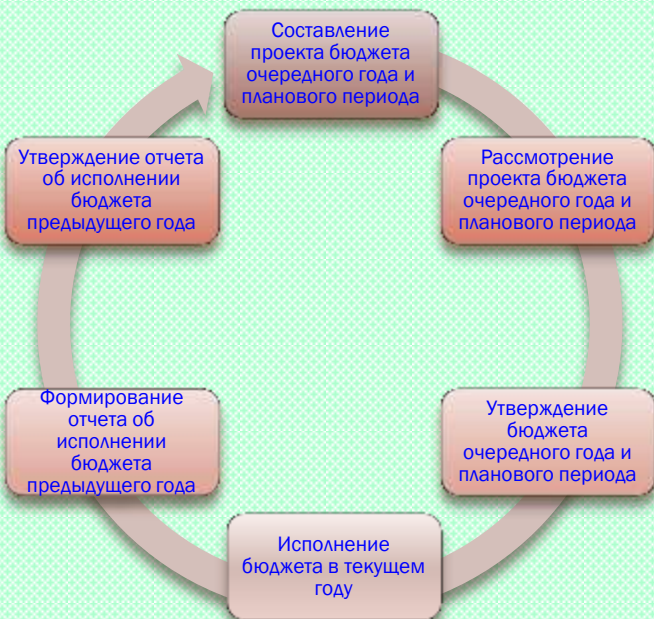 Составление
проекта бюджета
очередного года и
планового периода
Рассмотрение
проекта бюджета
очередного года и
планового периода
Утверждение
бюджета
очередного года и
планового периода
Исполнение
бюджета в текущем
году
Формирование
отчета об
исполнении
бюджета
предыдущего года
Утверждение отчета
об исполнении
бюджета
предыдущего года